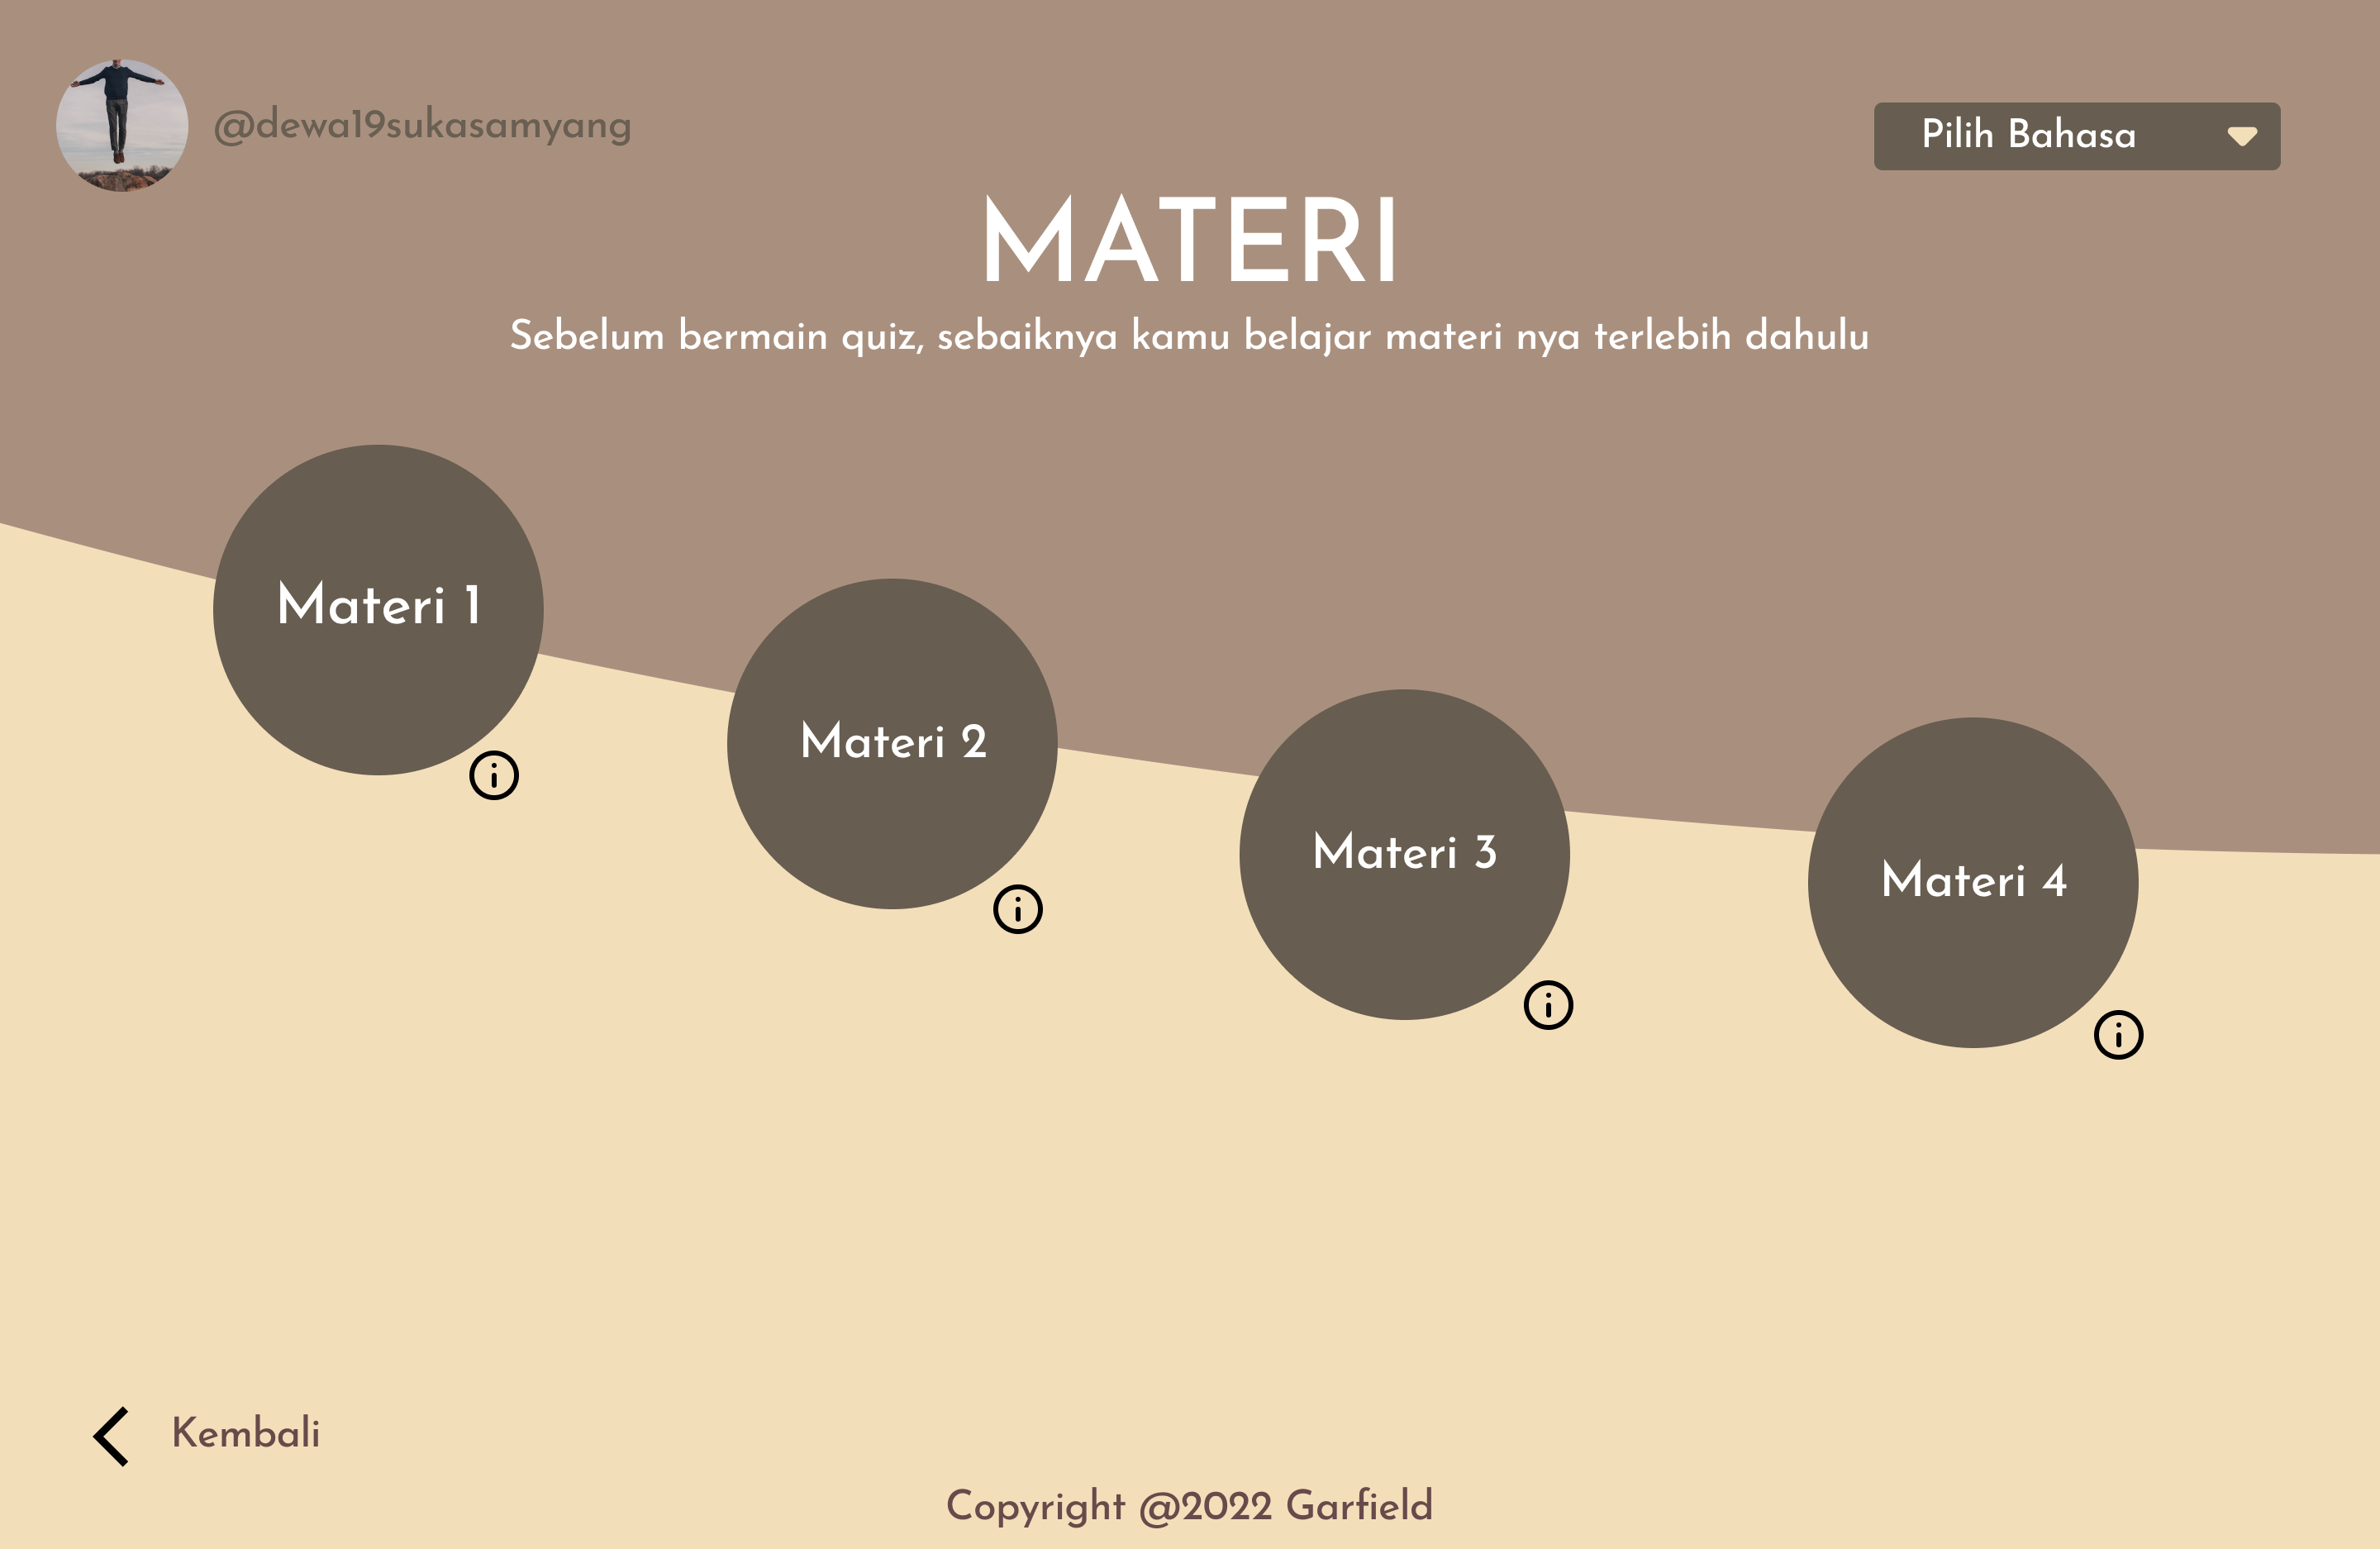 @dewa19sukasamyang
Pilih Bahasa
MATERI
Sebelum bermain quiz, sebaiknya kamu belajar materi nya terlebih dahulu
Materi 1
Materi 2
Materi 3
Materi 4
Kembali
Copyright @2022 Garfield